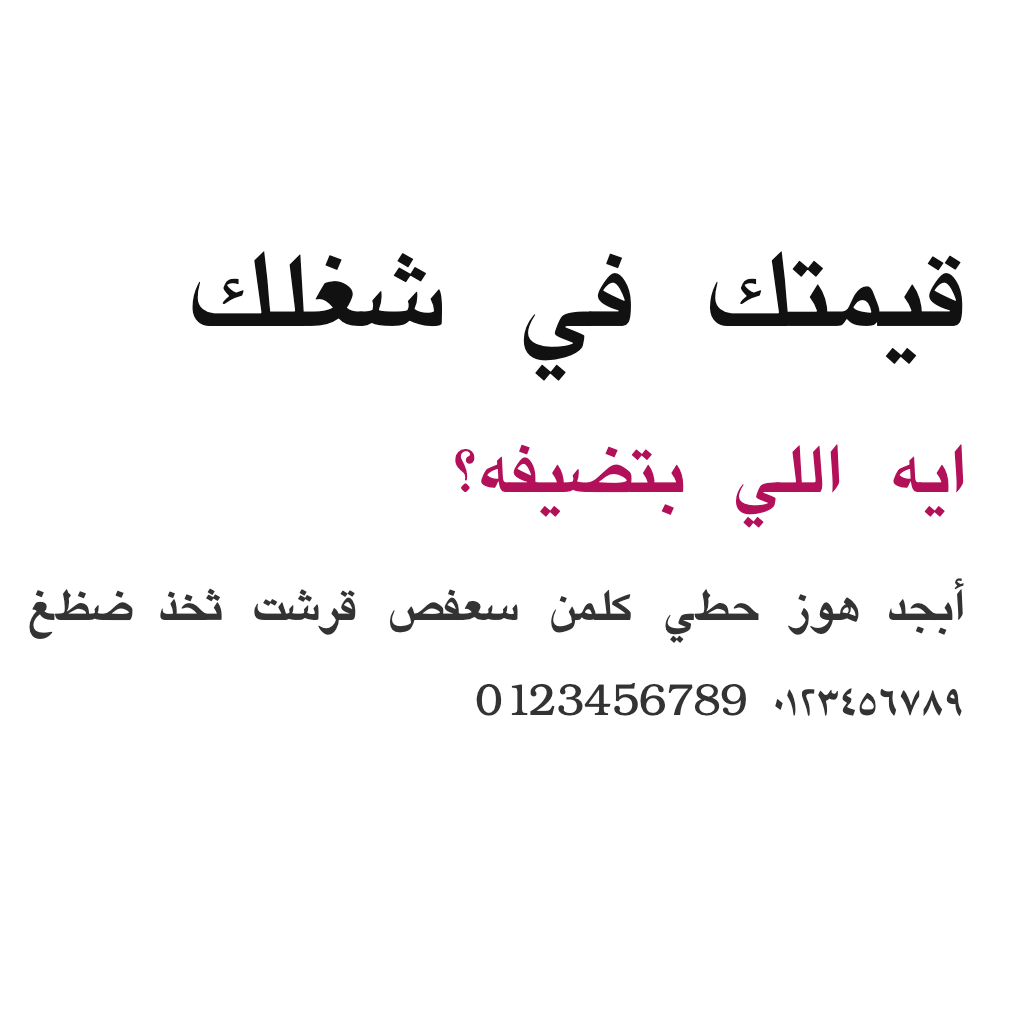 قيمتك في شغلك
ايه اللي بتضيفه؟
أبجد هوز حطي كلمن سعفص قرشت ثخذ ضظغ
٠١٢٣٤٥٦٧٨٩ 0123456789